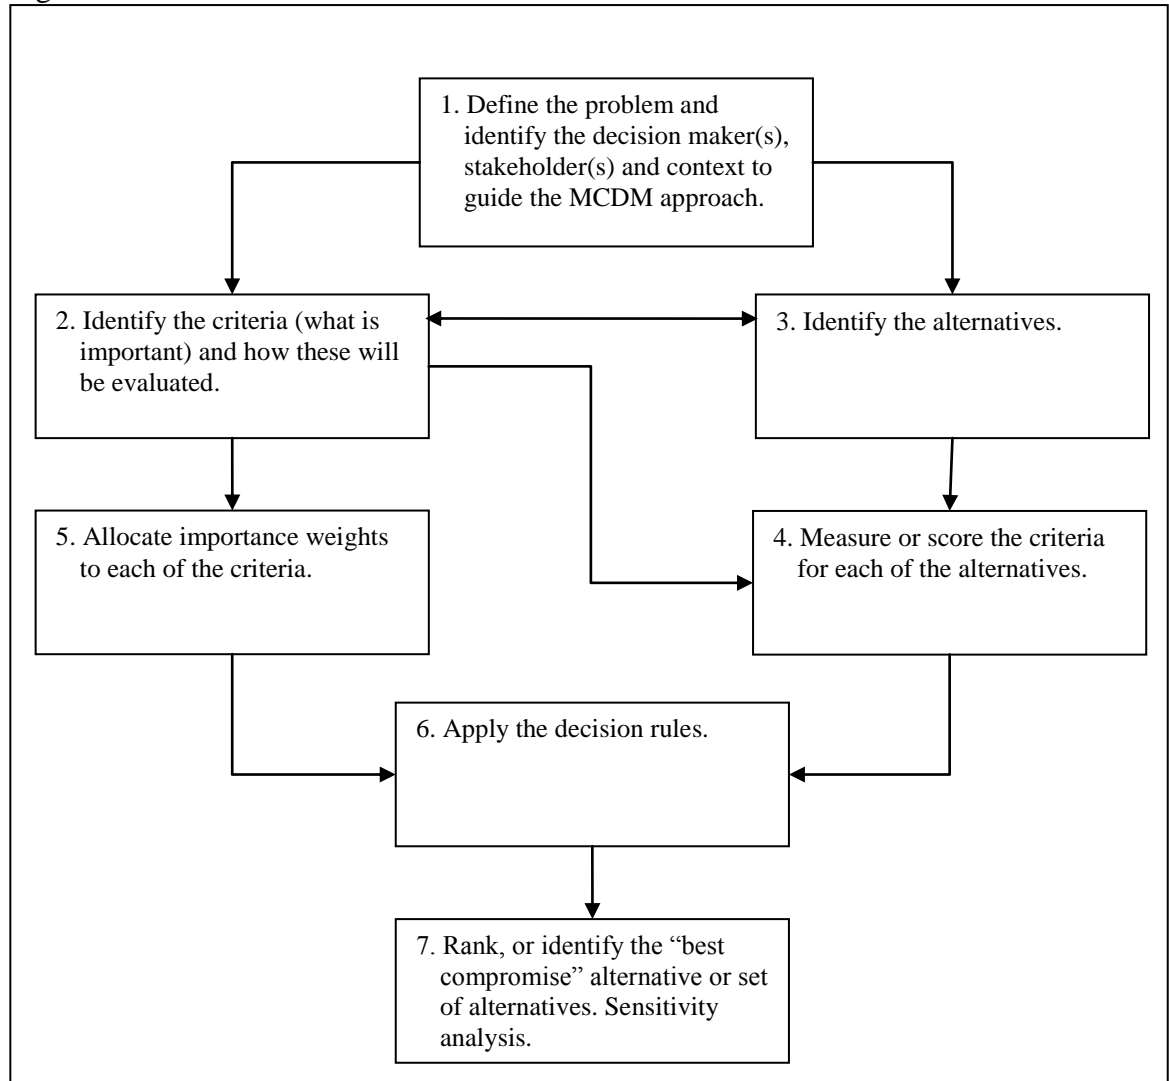 1. Define the problem and
identify the decision maker(s),
stakeholder(s) and context to
guide the MCDM approach.
2. Identify the criteria (what is
important) and how these will
be evaluated.
3. Identify the alternatives.
5. Allocate importance weights
to each of the criteria.
4. Measure or score the criteria
for each of the alternatives.
6. Apply the decision rules.
7. Rank, or identify the “best
compromise” alternative or set
of alternatives. Sensitivity
analysis.